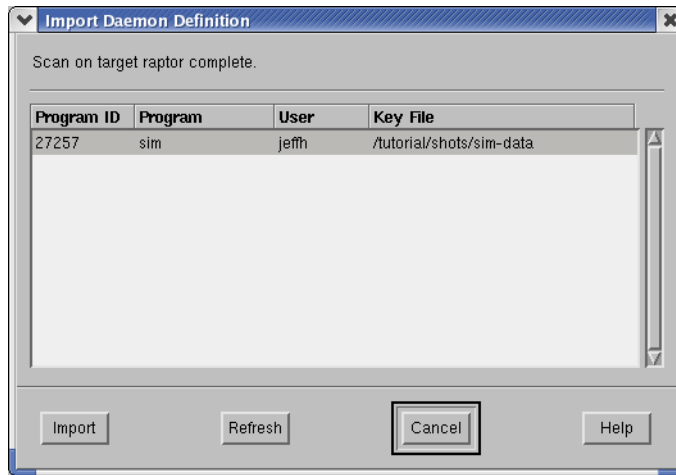 Import Daemon Definition
Scan on target raptor complete.
Program ID Program User Key File
27257 sim jeffh /tutorial/shots/sim-data
Import Refresh Cancel Help